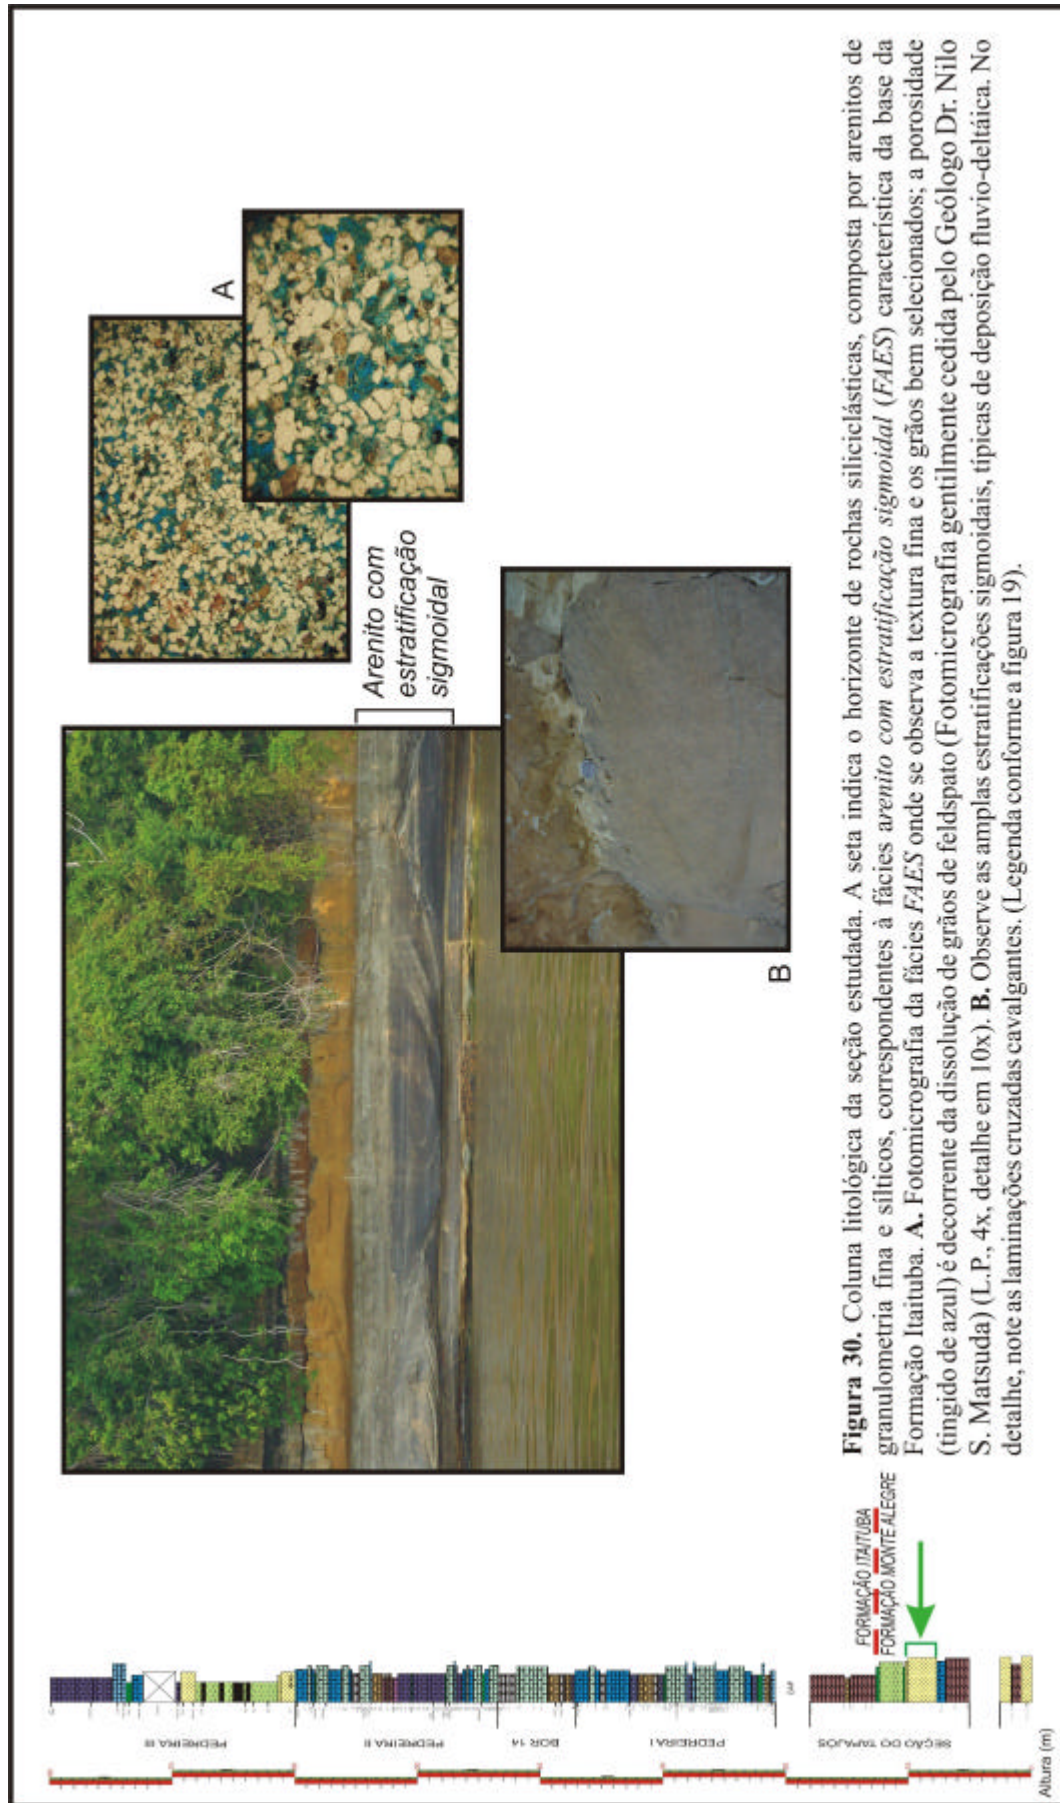 A
Arenito com
estratificação
sigmoidal
B
FORMAÇÃO ITAITUBA
FORMAÇÃO MONTE ALEGRE
PEDREIRA III
PEDREIRA II
BOR 14
PEDREIRA I
SEÇÃO DO TAPAJÓS
Altura (m)
Figura 30. Coluna litológica da seção estudada. A seta indica o horizonte de rochas siliciclásticas, composta por arenitos de
granulometria fina e sílticos, correspondentes à fácies arenito com estratificação sigmoidal (FAES) característica da base da
Formação Itaituba. A. Fotomicrografia da fácies FAES onde se observa a textura fina e os grãos bem selecionados; a porosidade
(tingido de azul) é decorrente da dissolução de grãos de feldspato (Fotomicrografia gentilmente cedida pelo Geólogo Dr. Nilo
S. Matsuda) (L.P., 4x, detalhe em 10x). B. Observe as amplas estratificações sigmoidais, típicas de deposição fluvio-deltáica. No
detalhe, note as laminações cruzadas cavalgantes. (Legenda conforme a figura 19).